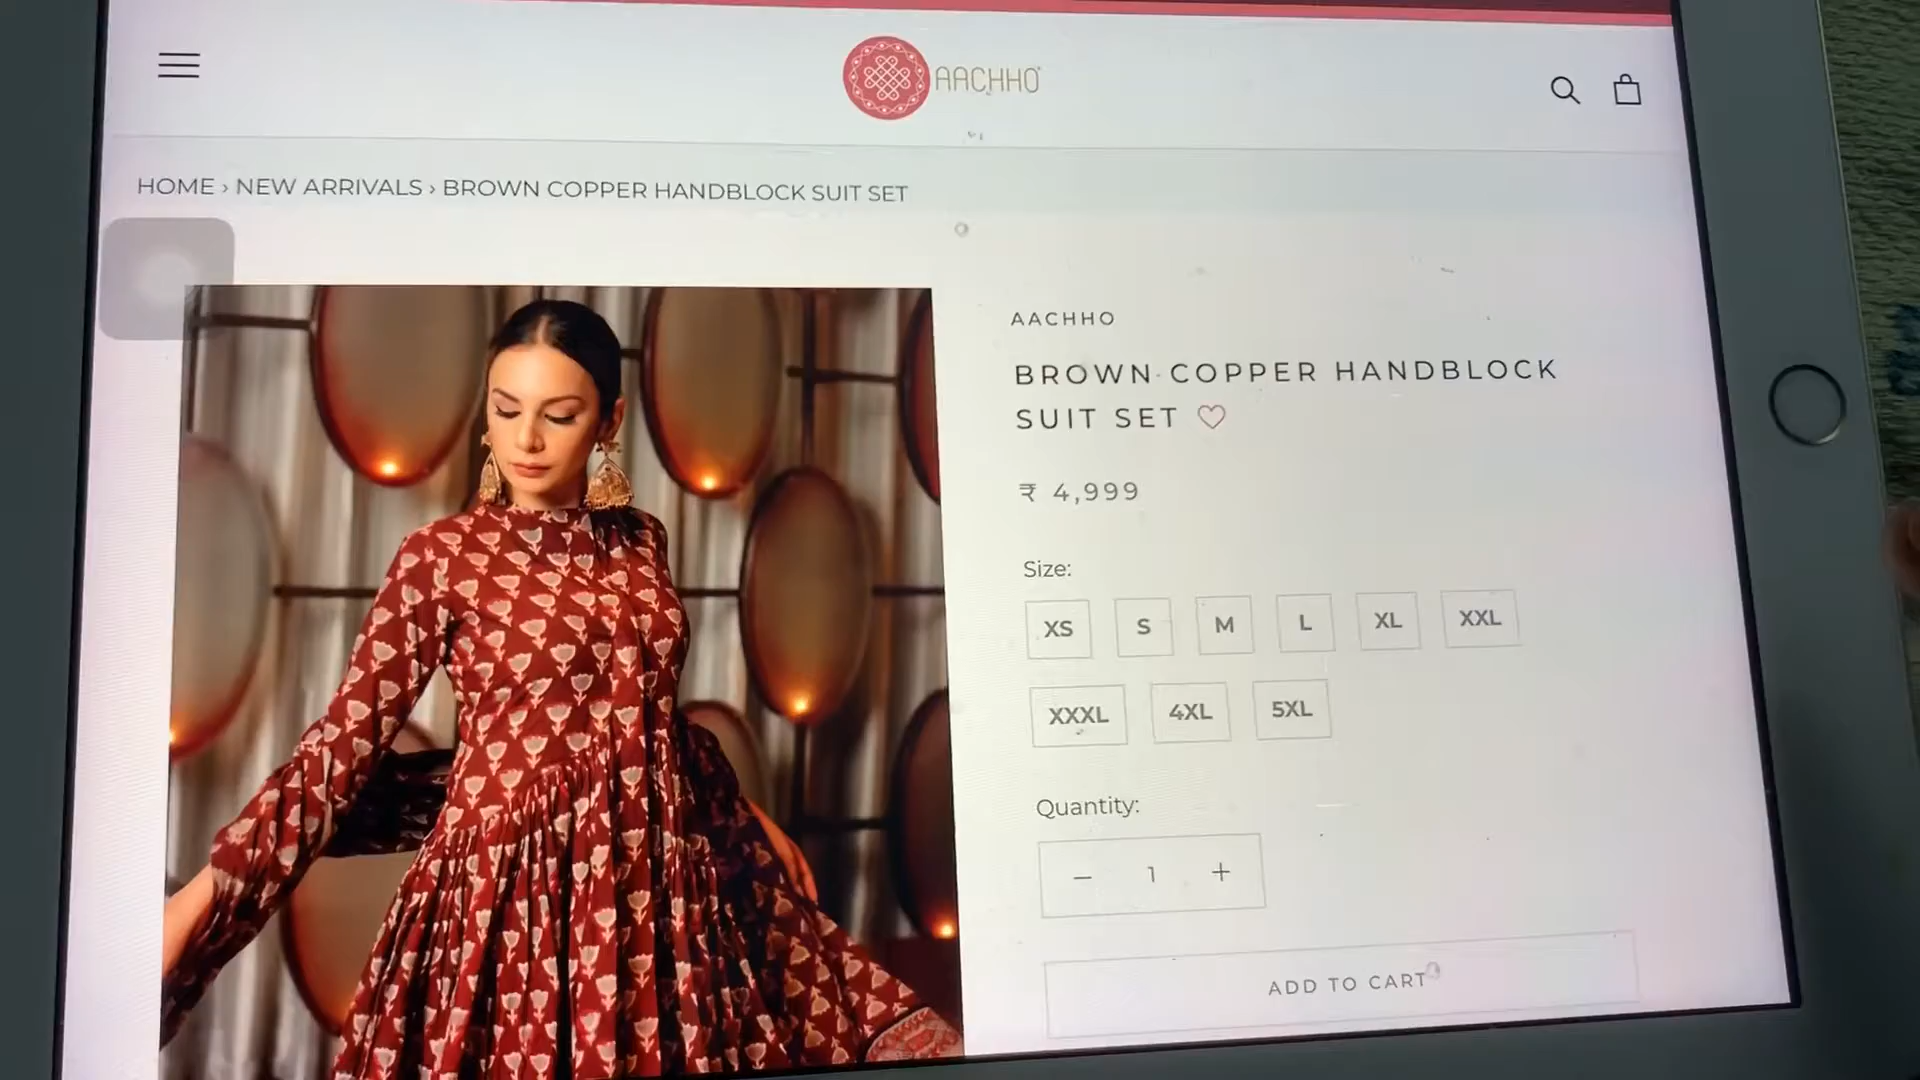 AACHHO
HOME › NEW ARRIVALS › BROWN COPPER HANDBLOCK SUIT SET
AACHHO
BROWN COPPER HANDBLOCK
SUIT SET
₹ 4,999
Size:
XS S M L XL XXL
XXXL 4XL 5XL
Quantity:
− 1 +
ADD TO CART